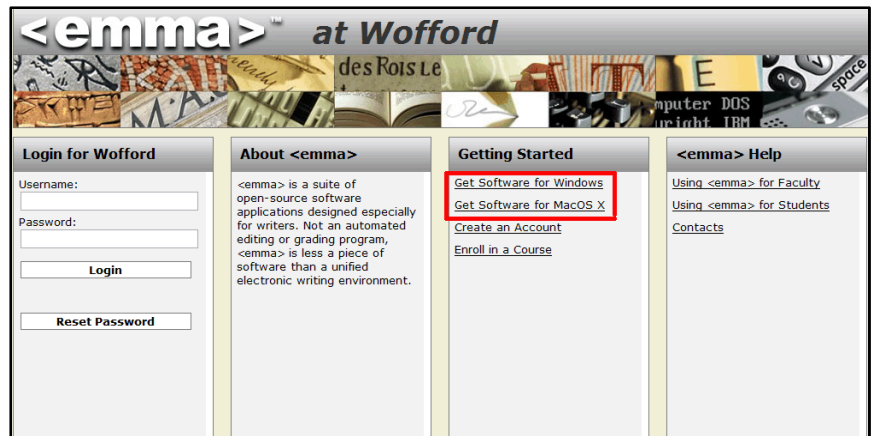 <emma>™ at Wofford
des Rois Le
E
space
mputer DOS
uright IBM
Login for Wofford
Username:
Password:
Login
Reset Password
About <emma>
<emma> is a suite of
open-source software
applications designed especially
for writers. Not an automated
editing or grading program,
<emma> is less a piece of
software than a unified
electronic writing environment.
Getting Started
Get Software for Windows
Get Software for MacOS X
Create an Account
Enroll in a Course
<emma> Help
Using <emma> for Faculty
Using <emma> for Students
Contacts